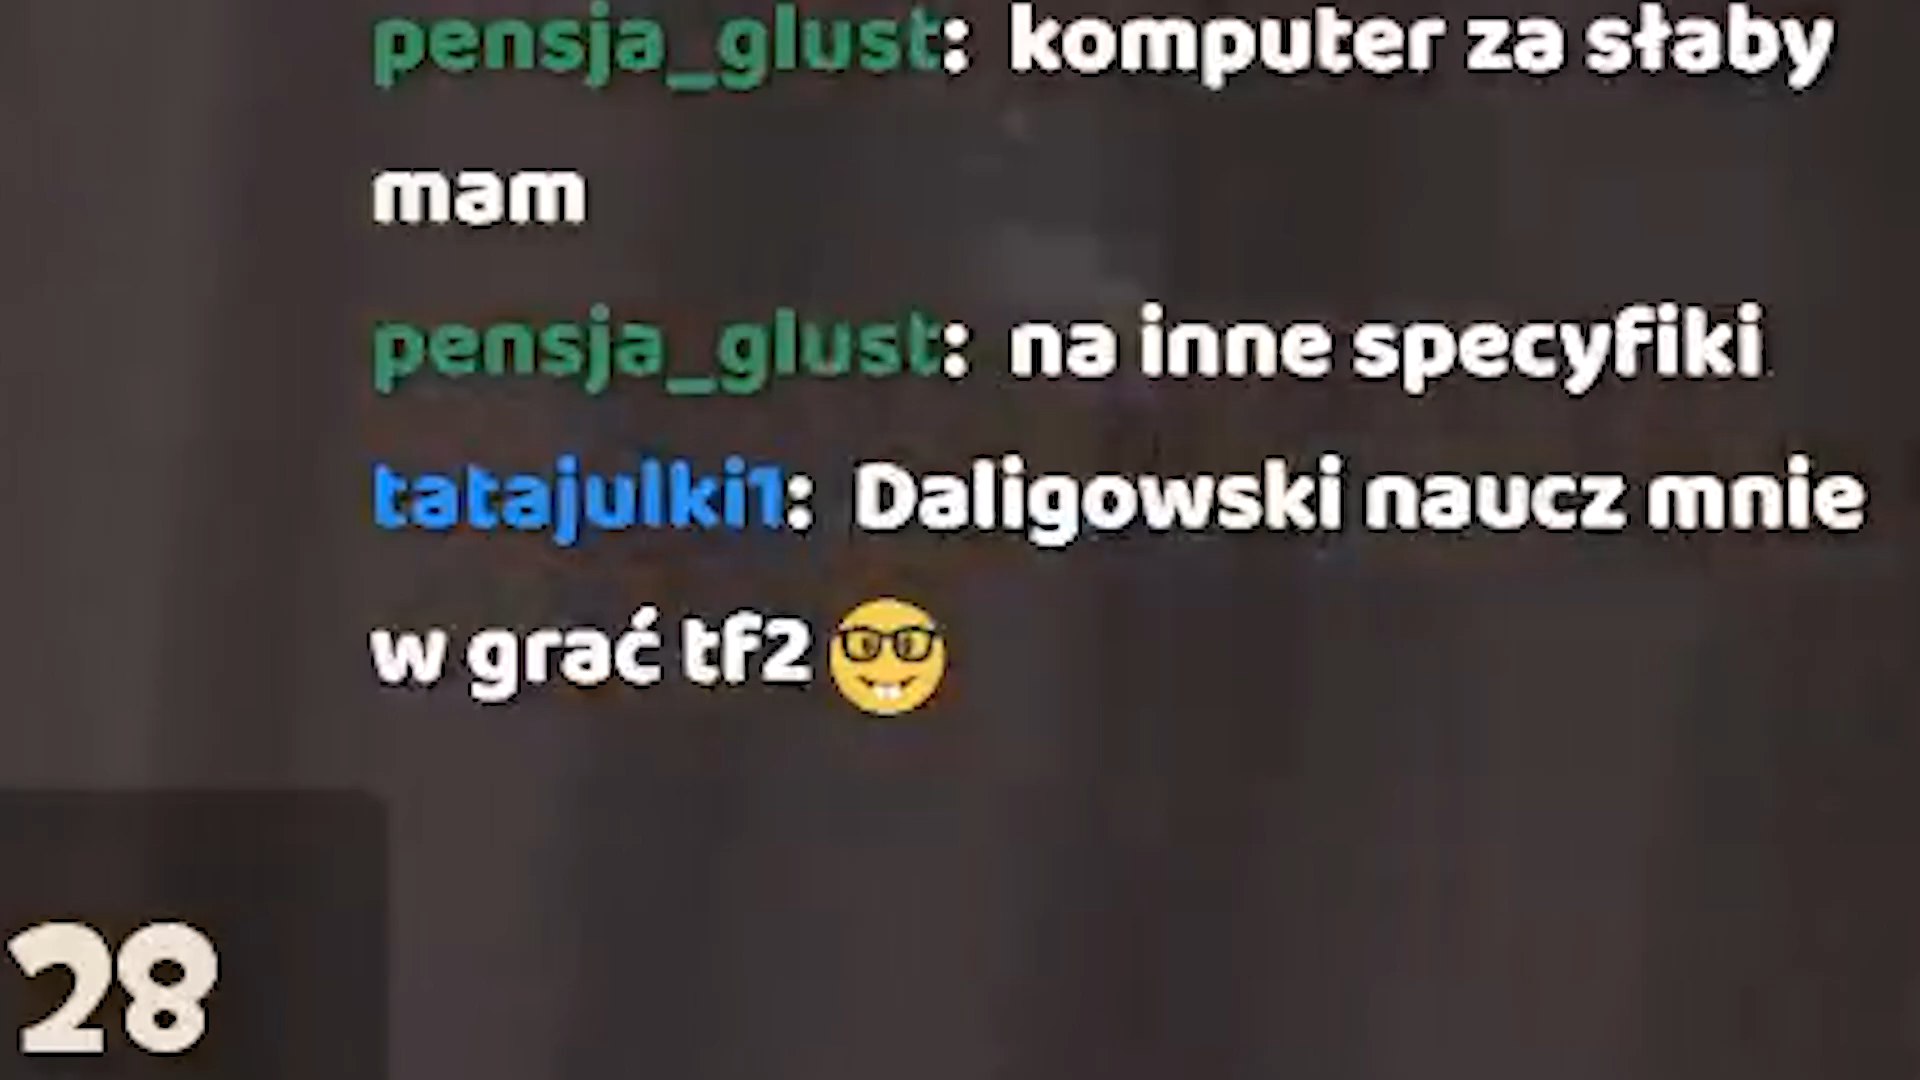 pensja_glust: komputer za słaby
mam
pensja_glust: na inne specyfiki
tatajulki1: Daligowski naucz mnie
w grać tf2 🤓
28